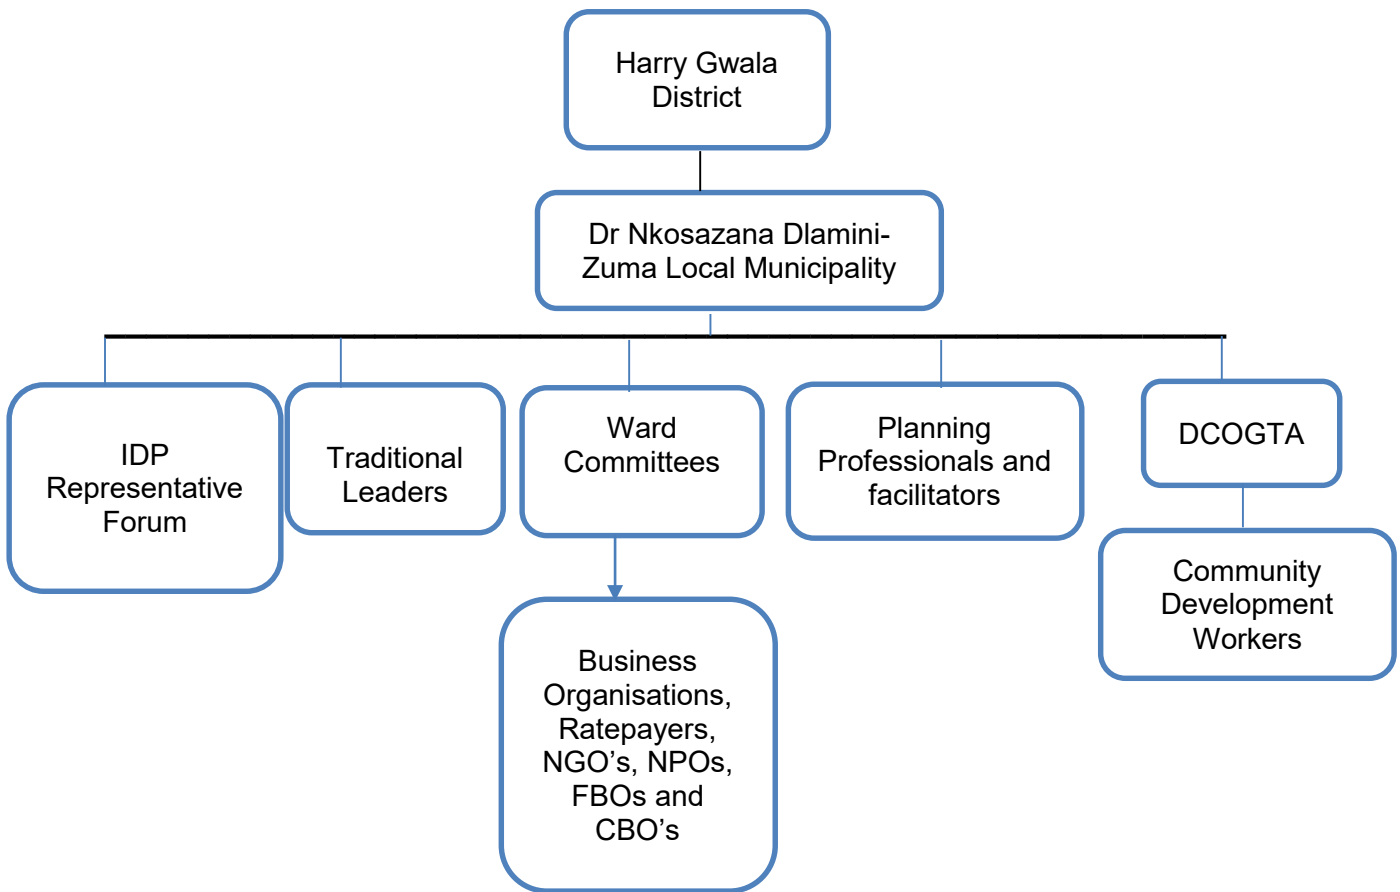 Harry Gwala
District
Dr Nkosazana Dlamini-
Zuma Local Municipality
IDP
Representative
Forum
Traditional
Leaders
Ward
Committees
Planning
Professionals and
facilitators
DCOGTA
Business
Organisations,
Ratepayers,
NGO’s, NPOs,
FBOs and
CBO’s
Community
Development
Workers